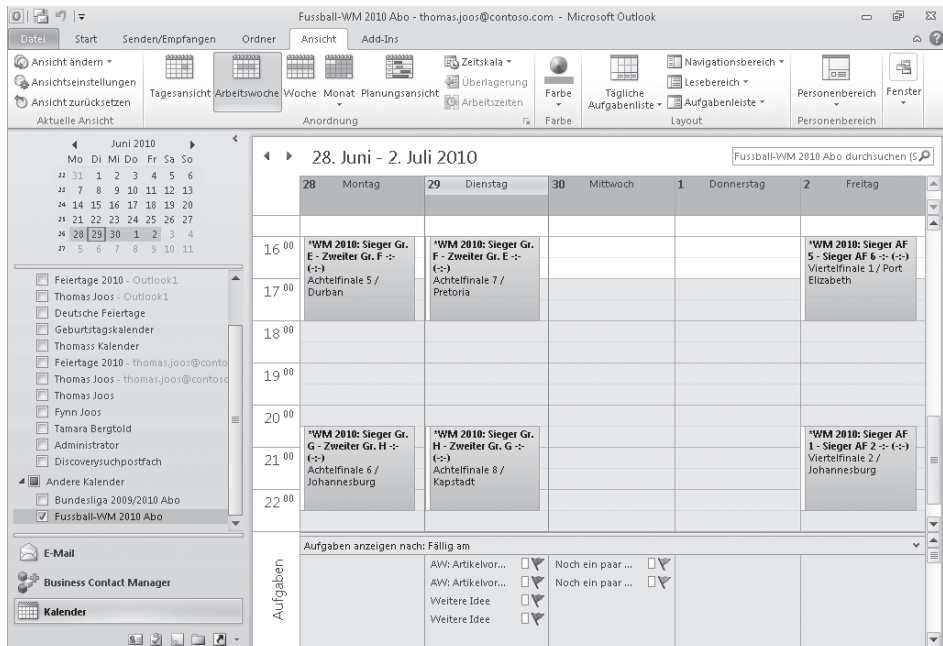 Fussball-WM 2010 Abo - thomas.joos@contoso.com - Microsoft Outlook
Datei Start Senden/Empfangen Ordner Ansicht Add-Ins
Ansicht ändern
Ansichtseinstellungen
Ansicht zurücksetzen
Aktuelle Ansicht
Tagesansicht Arbeitswoche Woche Monat Planungsansicht
Zeitskala
Überlagerung
Arbeitszeiten
Anordnung
Farbe
Farbe
Tägliche Aufgabenliste
Navigationsbereich
Lesebereich
Aufgabenleiste
Layout
Personenbereich
Personenbereich
Fenster
Juni 2010
Mo Di Mi Do Fr Sa So
22 31 1 2 3 4 5 6
23 7 8 9 10 11 12 13
24 14 15 16 17 18 19 20
25 21 22 23 24 25 26 27
26 28 29 30 1 2 3 4
27 5 6 7 8 9 10 11
Feiertage 2010 - Outlook1
Thomas Joos - Outlook1
Deutsche Feiertage
Geburtstagskalender
Thomass Kalender
Feiertage 2010 - thomas.joos@conto
Thomas Joos - thomas.joos@contosc
Thomas Joos
Fynn Joos
Tamara Bergtold
Administrator
Discoverysuchpostfach
Andere Kalender
Bundesliga 2009/2010 Abo
Fussball-WM 2010 Abo
E-Mail
Business Contact Manager
Kalender
28. Juni - 2. Juli 2010
Fussball-WM 2010 Abo durchsuchen (S
28 Montag 29 Dienstag 30 Mittwoch 1 Donnerstag 2 Freitag
16 00
17 00
18 00
19 00
20 00
21 00
22 00
*WM 2010: Sieger Gr.
E - Zweiter Gr. F -:-
(-:-)
Achtelfinale 5 /
Durban
*WM 2010: Sieger Gr.
F - Zweiter Gr. E -:-
(-:-)
Achtelfinale 7 /
Pretoria
*WM 2010: Sieger AF
5 - Sieger AF 6 -:- (-:-)
Viertelfinale 1 / Port
Elizabeth
*WM 2010: Sieger Gr.
G - Zweiter Gr. H -:-
(-:-)
Achtelfinale 6 /
Johannesburg
*WM 2010: Sieger Gr.
H - Zweiter Gr. G -:-
(-:-)
Achtelfinale 8 /
Kapstadt
*WM 2010: Sieger AF
1 - Sieger AF 2 -:- (-:-)
Viertelfinale 2 /
Johannesburg
Aufgaben
Aufgaben anzeigen nach: Fällig am
AW: Artikelvor...
AW: Artikelvor...
Weitere Idee
Weitere Idee
Noch ein paar ...
Noch ein paar ...